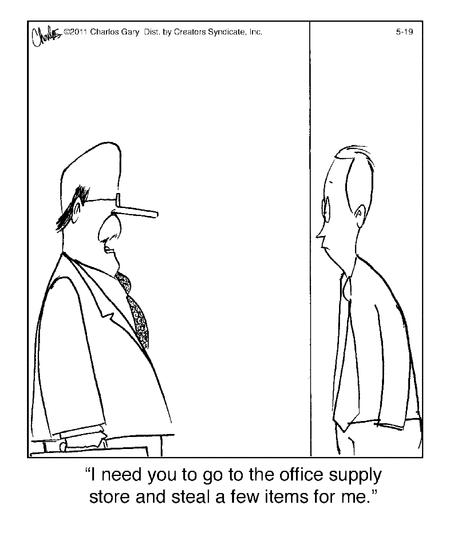 Charlos ©2011 Charlos Gary Dist. by Creators Syndicate, Inc. 5-19
“I need you to go to the office supply
store and steal a few items for me.”